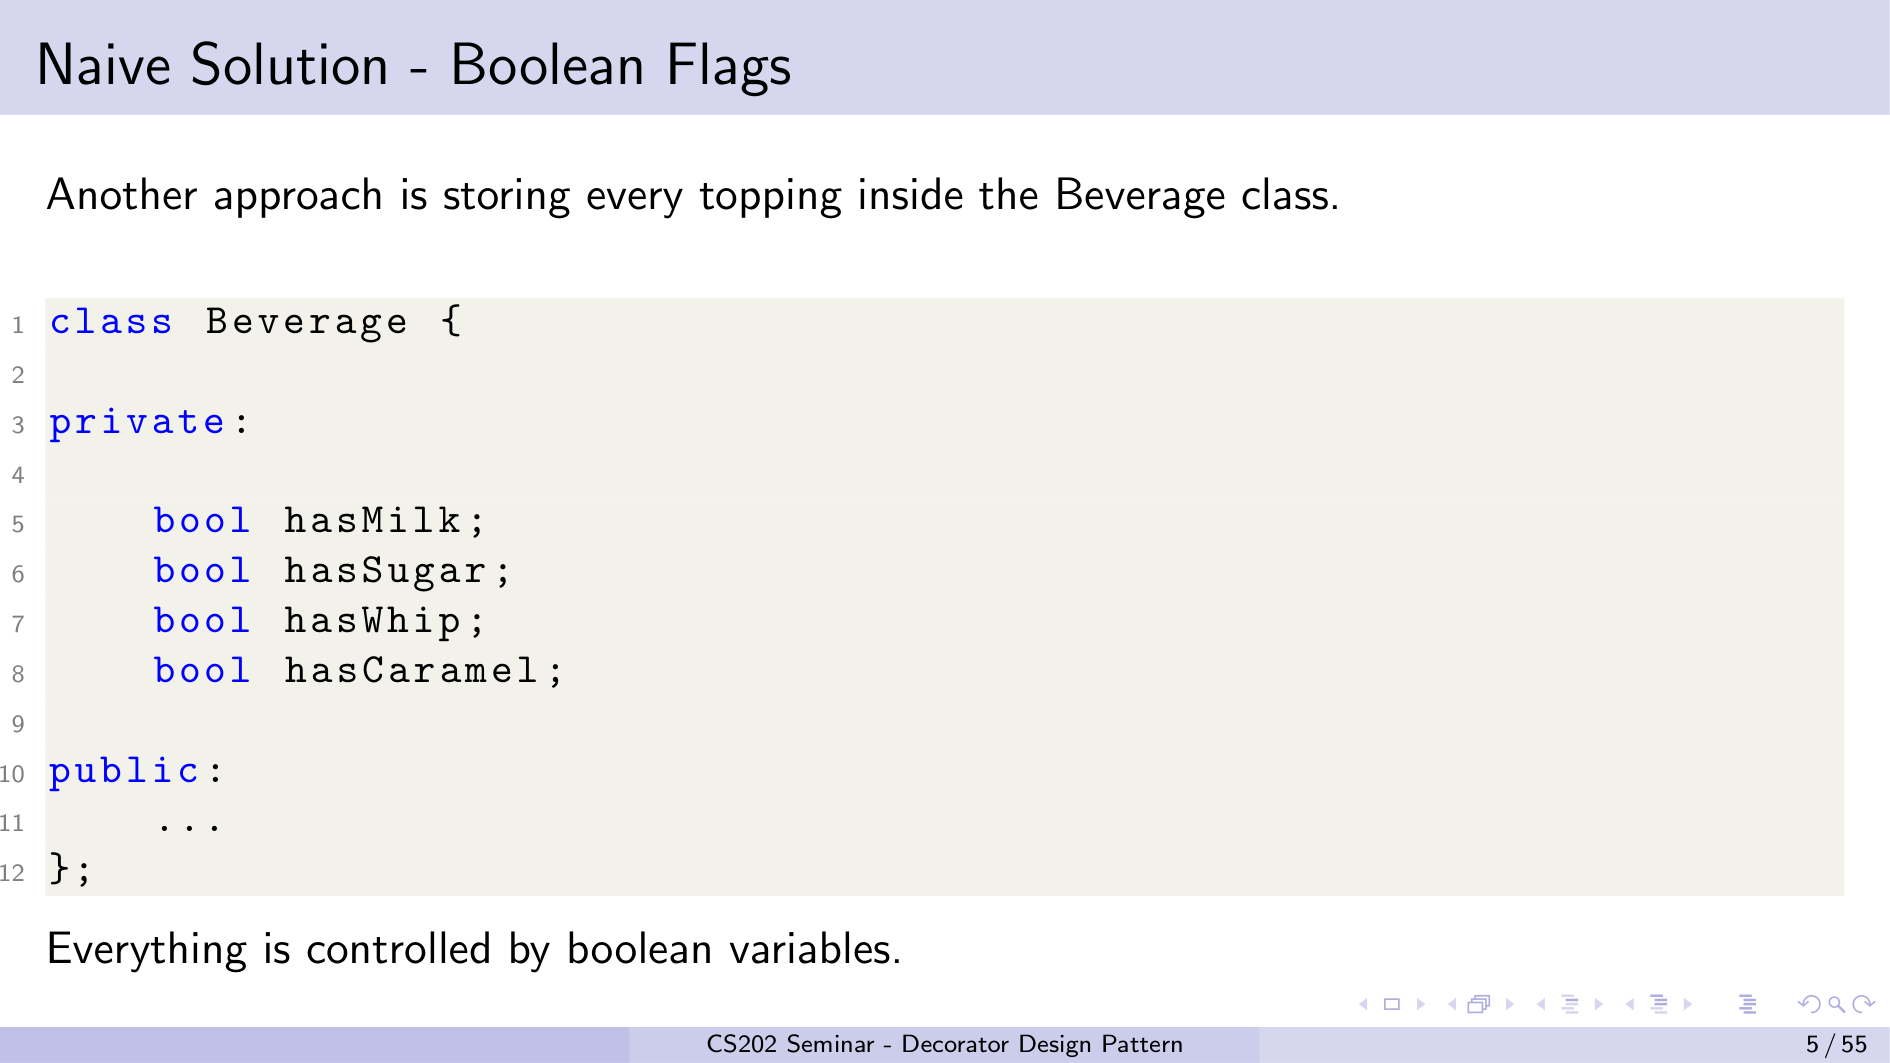 Naive Solution - Boolean Flags
Another approach is storing every topping inside the Beverage class.
1 class Beverage {
2
3 private:
4
5     bool hasMilk;
6     bool hasSugar;
7     bool hasWhip;
8     bool hasCaramel;
9
10 public:
11     ...
12 };
Everything is controlled by boolean variables.
CS202 Seminar - Decorator Design Pattern
5 / 55